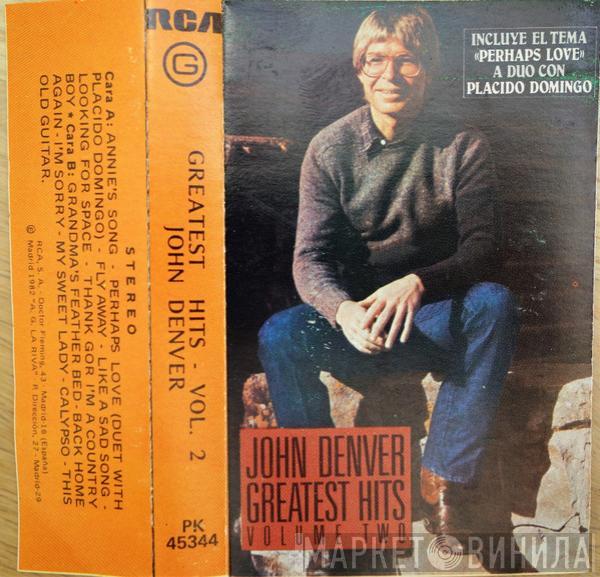 STEREO
Cara A: ANNIE'S SONG - PERHAPS LOVE (DUET WITH
PLACIDO DOMINGO) - FLY AWAY - LIKE A SAD SONG -
LOOKING FOR SPACE - THANK GOR I'M A COUNTRY
BOY * Cara B: GRANDMA'S FEATHER BED - BACK HOME
AGAIN - I'M SORRY - MY SWEET LADY - CALYPSO - THIS
OLD GUITAR.
RCA, S. A. - Doctor Fleming, 43 - Madrid-16 (España)
© Madrid 1982 "A. G. LA RIVA" - P. Dirección, 27 - Madrid-29
RCA
G
GREATEST HITS - VOL. 2
JOHN DENVER
PK
45344
INCLUYE EL TEMA
«PERHAPS LOVE»
A DUO CON
PLACIDO DOMINGO
JOHN DENVER
GREATEST HITS
VOLUME TWO
МАРКЕТ ВИНИЛА